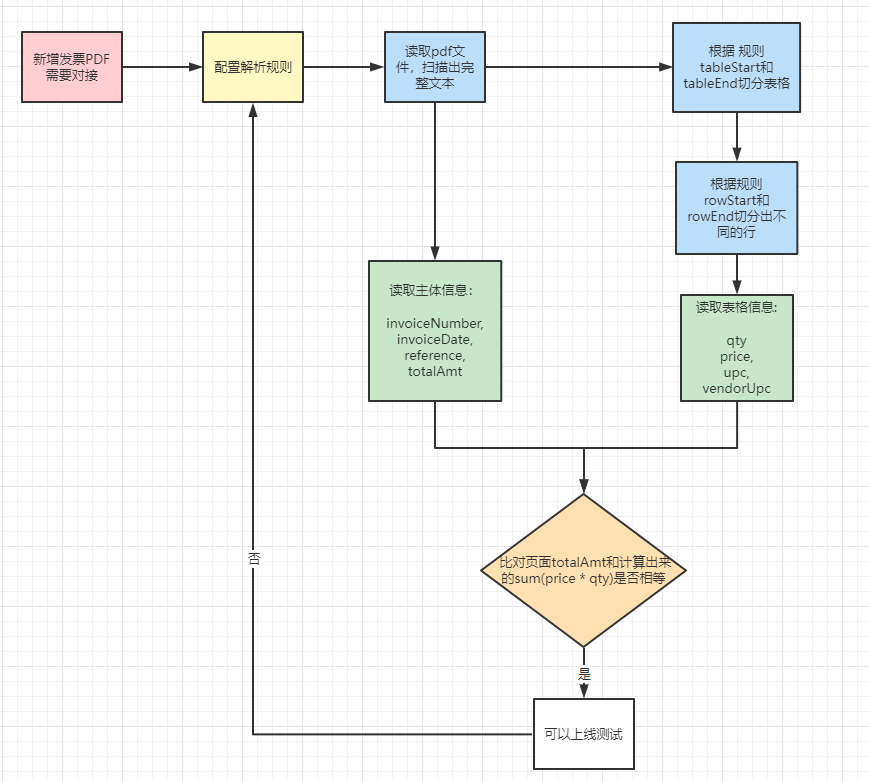 新增发票PDF
需要对接
配置解析规则
读取pdf文
件，扫描出完
整文本
根据 规则
tableStart和
tableEnd切分表格
根据规则
rowStart和
rowEnd切分出不
同的行
读取主体信息：
invoiceNumber,
invoiceDate,
reference,
totalAmt
读取表格信息:
qty
price,
upc,
vendorUpc
比对页面totalAmt和计算出来
的sum(price * qty)是否相等
否
是
可以上线测试